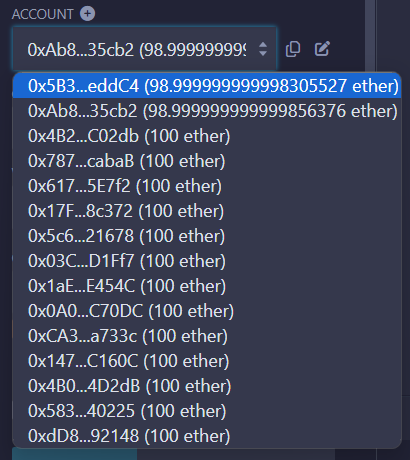 ACCOUNT
0xAb8...35cb2 (98.999999999
0x5B3...eddC4 (98.999999999998305527 ether)
0xAb8...35cb2 (98.999999999999856376 ether)
0x4B2...C02db (100 ether)
0x787...cabaB (100 ether)
0x617...5E7f2 (100 ether)
0x17F...8c372 (100 ether)
0x5c6...21678 (100 ether)
0x03C...D1Ff7 (100 ether)
0x1aE...E454C (100 ether)
0x0A0...C70DC (100 ether)
0xCA3...a733c (100 ether)
0x147...C160C (100 ether)
0x4B0...4D2dB (100 ether)
0x583...40225 (100 ether)
0xdD8...92148 (100 ether)